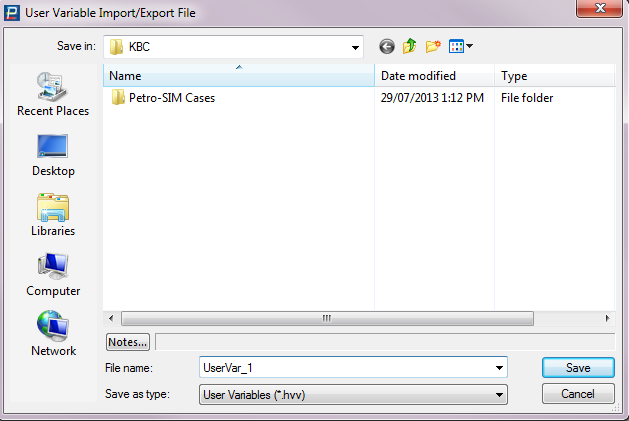 User Variable Import/Export File
Save in: KBC
Name Date modified Type
Petro-SIM Cases 29/07/2013 1:12 PM File folder
Recent Places
Desktop
Libraries
Computer
Network
Notes...
File name: UserVar_1 Save
Save as type: User Variables (*.hvv) Cancel